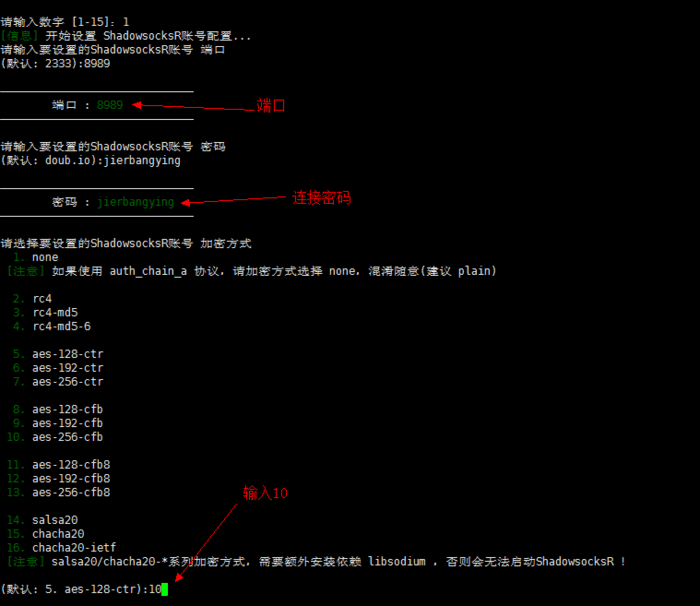 请输入数字 [1-15]：1
[信息] 开始设置 ShadowsocksR账号配置...
请输入要设置的ShadowsocksR账号 端口
(默认: 2333):8989
端口 : 8989
端口
请输入要设置的ShadowsocksR账号 密码
(默认: doub.io):jierbangying
密码 : jierbangying
连接密码
请选择要设置的ShadowsocksR账号 加密方式
1. none
[注意] 如果使用 auth_chain_a 协议，请加密方式选择 none，混淆随意(建议 plain)
2. rc4
3. rc4-md5
4. rc4-md5-6
5. aes-128-ctr
6. aes-192-ctr
7. aes-256-ctr
8. aes-128-cfb
9. aes-192-cfb
10. aes-256-cfb
11. aes-128-cfb8
12. aes-192-cfb8
13. aes-256-cfb8
输入10
14. salsa20
15. chacha20
16. chacha20-ietf
[注意] salsa20/chacha20-*系列加密方式，需要额外安装依赖 libsodium ，否则会无法启动ShadowsocksR !
(默认: 5. aes-128-ctr):10